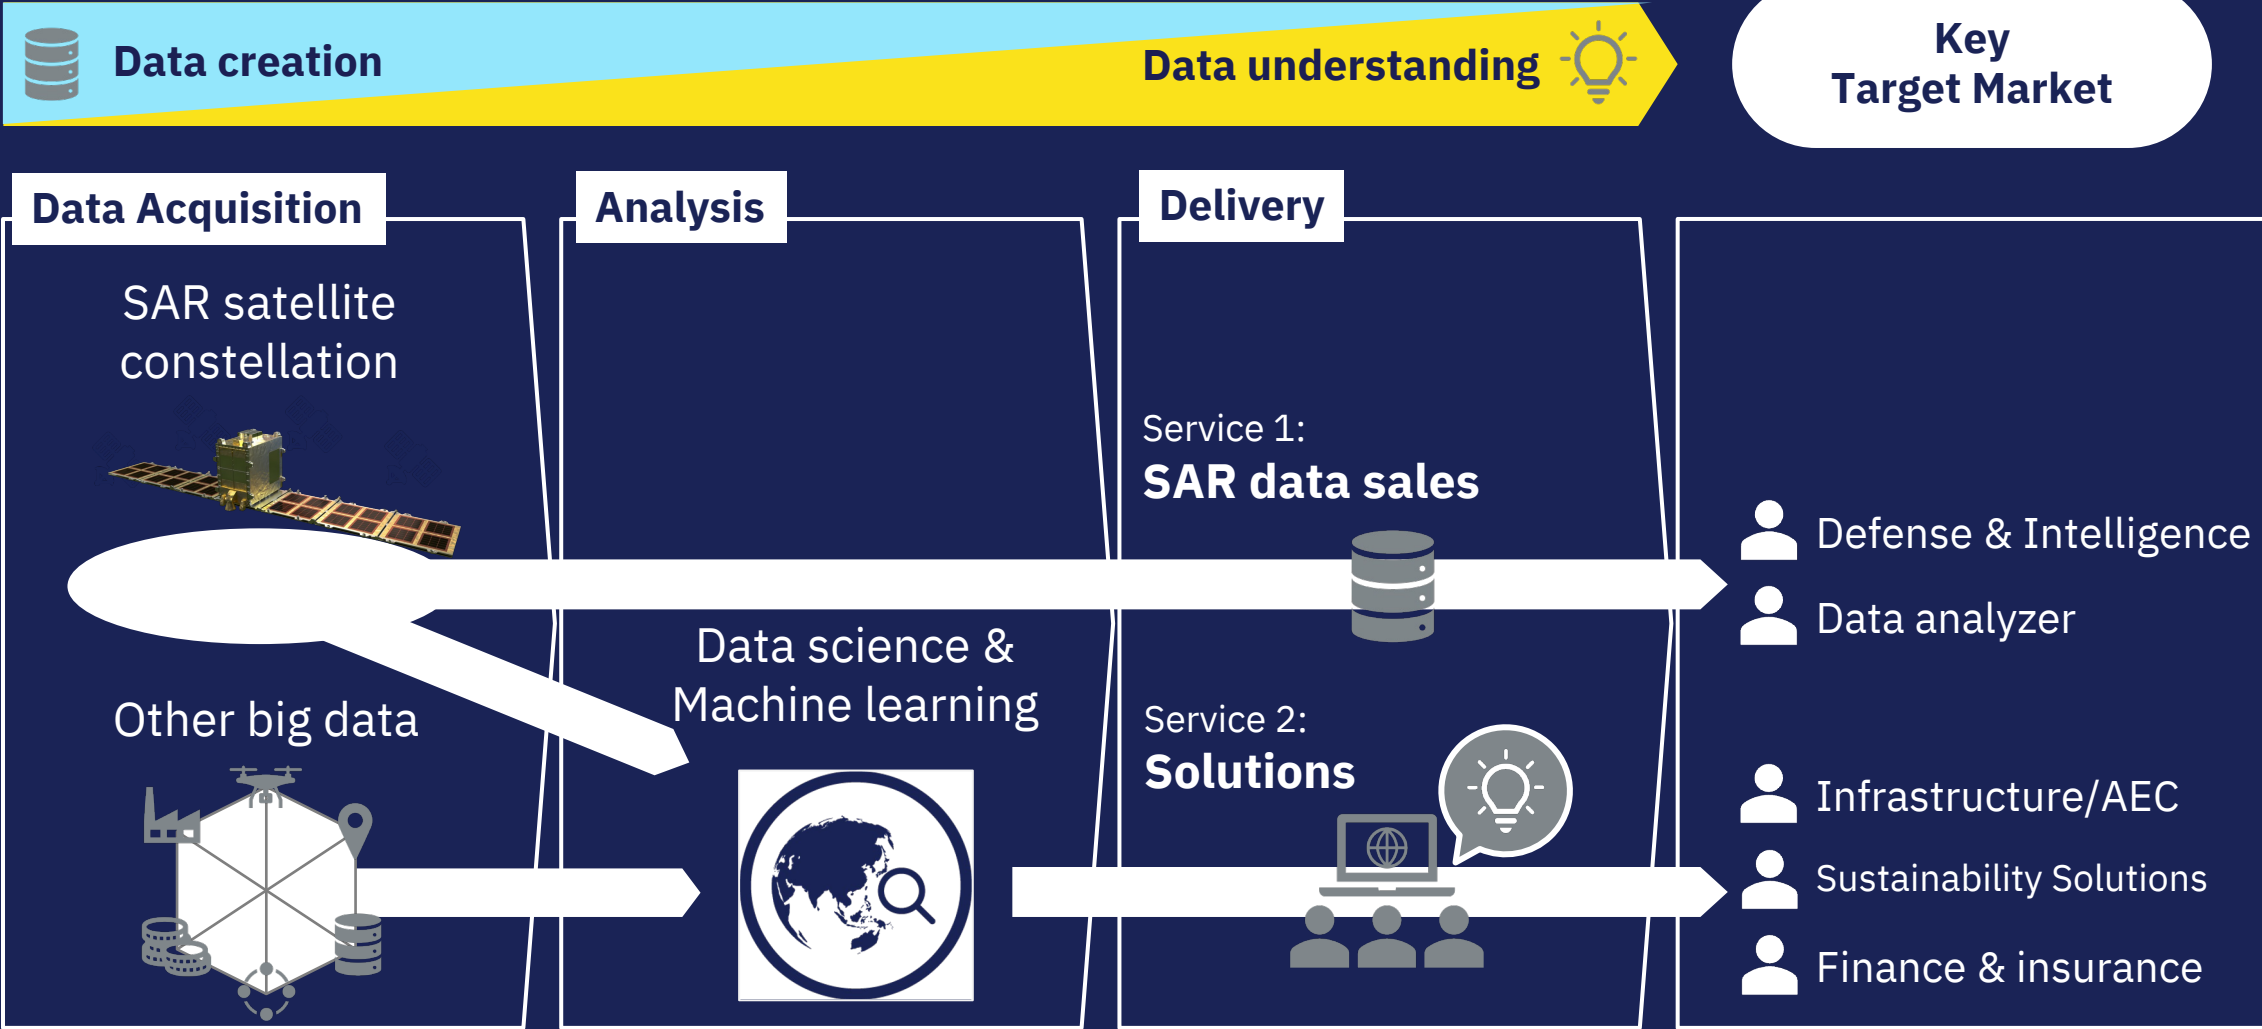 Data creation
Data understanding
Key
Target Market
Data Acquisition
Analysis
Delivery
SAR satellite
constellation
Other big data
Data science &
Machine learning
Service 1:
SAR data sales
Service 2:
Solutions
Defense & Intelligence
Data analyzer
Infrastructure/AEC
Sustainability Solutions
Finance & insurance